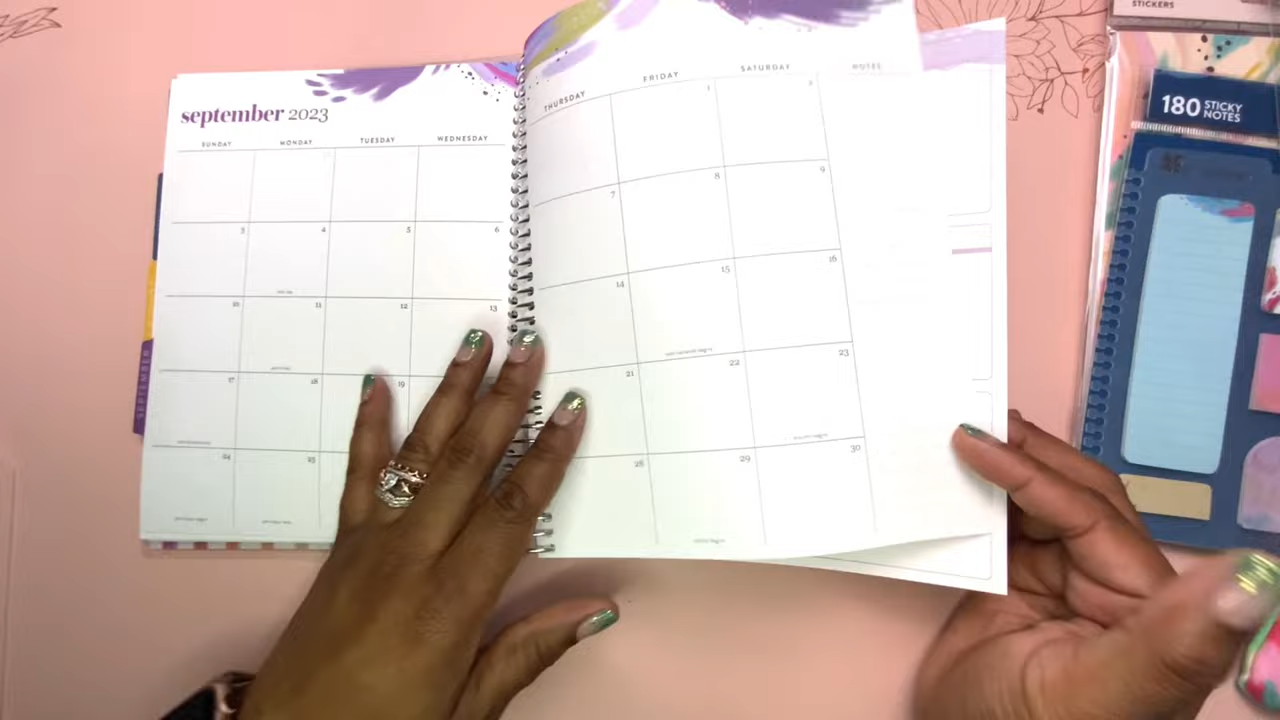 STICKERS
180 STICKY
NOTES
september 2023
SUNDAY MONDAY TUESDAY WEDNESDAY THURSDAY FRIDAY SATURDAY NOTES
1 2
3 4 5 6 7 8 9
10 11 12 13 14 15 16
17 18 19 21 22 23
24 25 28 29 30
SEPTEMBER